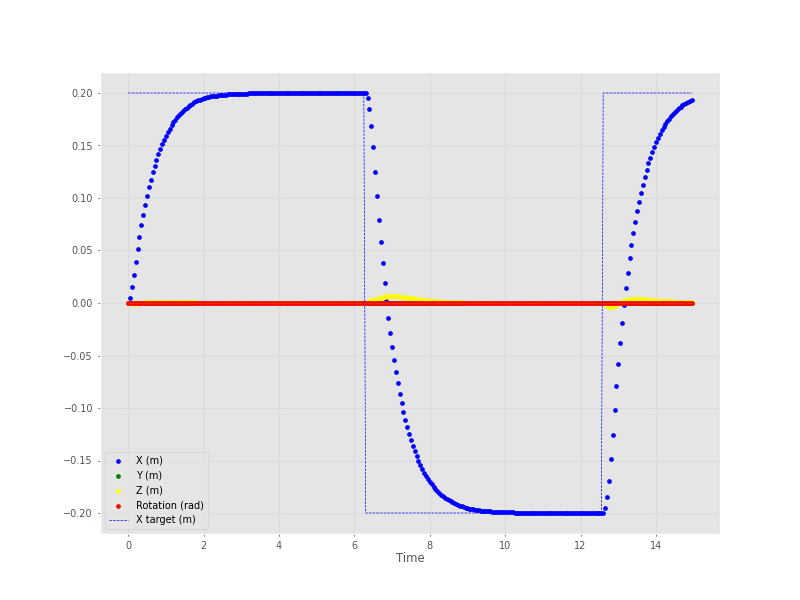 0.20
0.15
0.10
0.05
0.00
−0.05
−0.10
−0.15
−0.20
X (m)
Y (m)
Z (m)
Rotation (rad)
X target (m)
0 2 4 6 8 10 12 14
Time